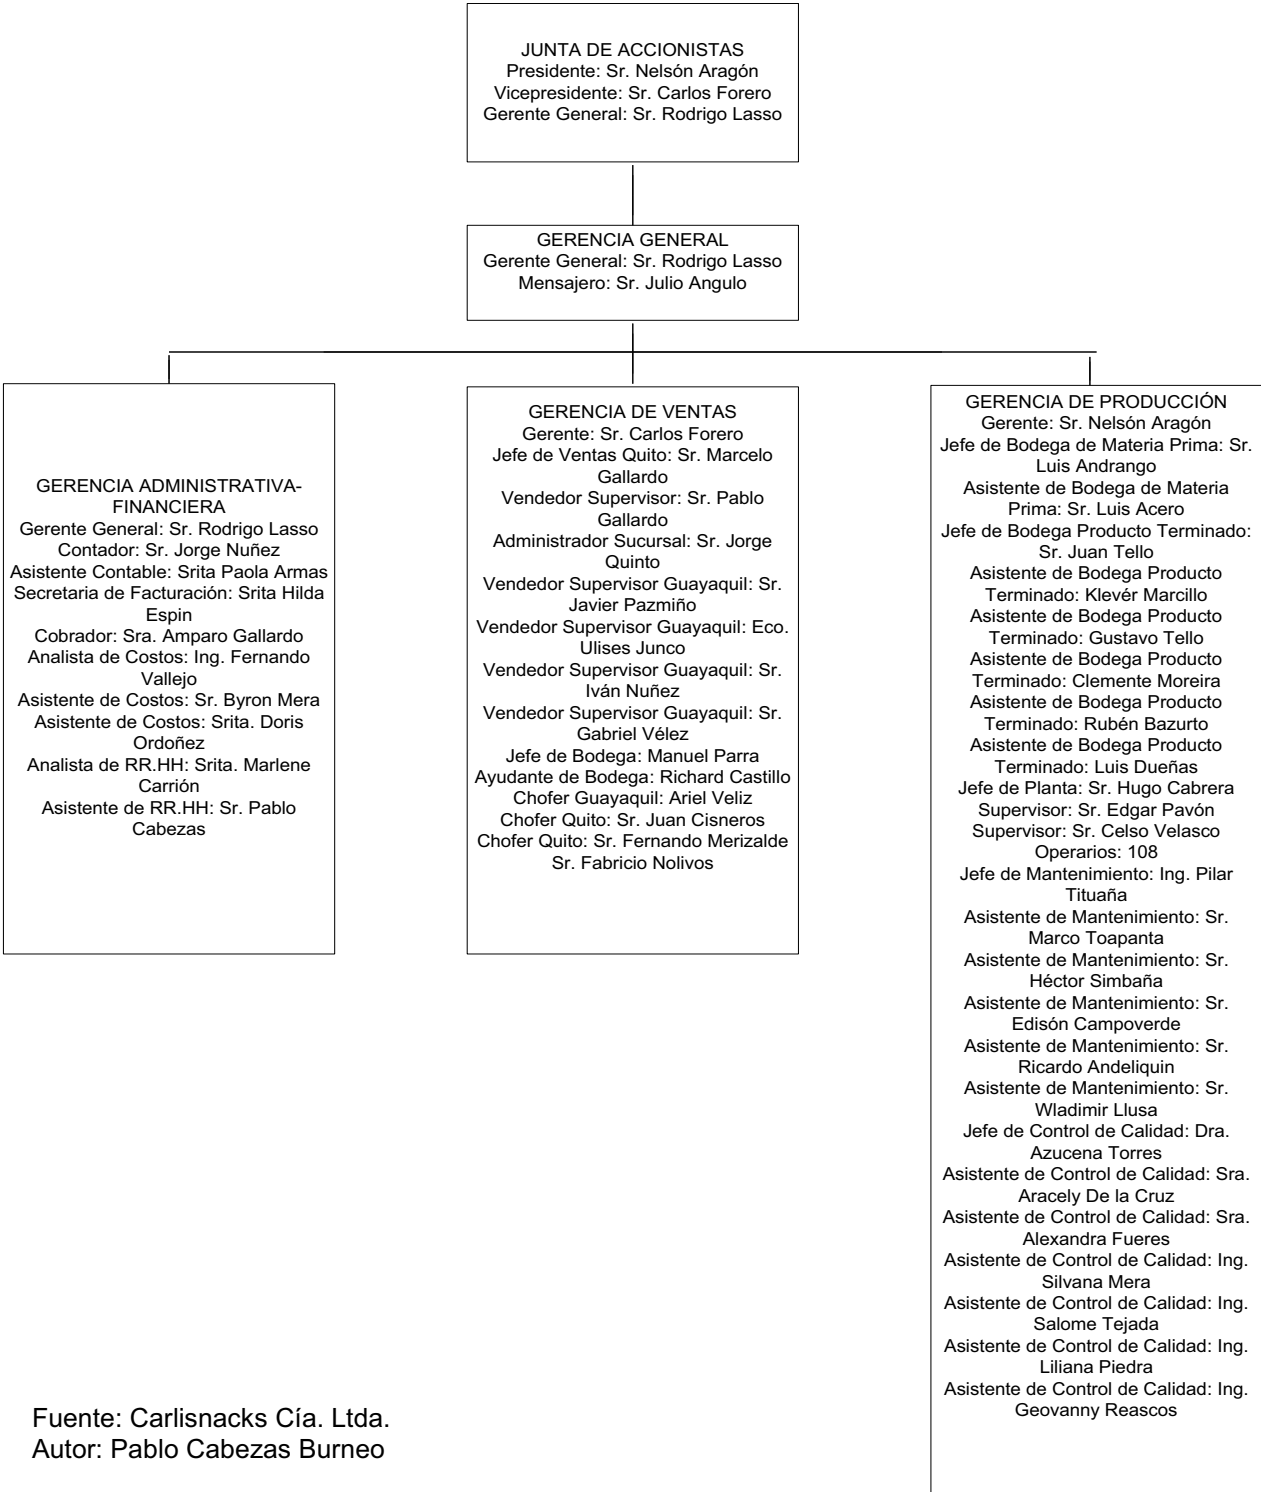 JUNTA DE ACCIONISTAS
Presidente: Sr. Nelsón Aragón
Vicepresidente: Sr. Carlos Forero
Gerente General: Sr. Rodrigo Lasso
GERENCIA GENERAL
Gerente General: Sr. Rodrigo Lasso
Mensajero: Sr. Julio Angulo
GERENCIA ADMINISTRATIVA-
FINANCIERA
Gerente General: Sr. Rodrigo Lasso
Contador: Sr. Jorge Nuñez
Asistente Contable: Srita Paola Armas
Secretaria de Facturación: Srita Hilda
Espin
Cobrador: Sra. Amparo Gallardo
Analista de Costos: Ing. Fernando
Vallejo
Asistente de Costos: Sr. Byron Mera
Asistente de Costos: Srita. Doris
Ordoñez
Analista de RR.HH: Srita. Marlene
Carrión
Asistente de RR.HH: Sr. Pablo
Cabezas
GERENCIA DE VENTAS
Gerente: Sr. Carlos Forero
Jefe de Ventas Quito: Sr. Marcelo
Gallardo
Vendedor Supervisor: Sr. Pablo
Gallardo
Administrador Sucursal: Sr. Jorge
Quinto
Vendedor Supervisor Guayaquil: Sr.
Javier Pazmiño
Vendedor Supervisor Guayaquil: Eco.
Ulises Junco
Vendedor Supervisor Guayaquil: Sr.
Iván Nuñez
Vendedor Supervisor Guayaquil: Sr.
Gabriel Vélez
Jefe de Bodega: Manuel Parra
Ayudante de Bodega: Richard Castillo
Chofer Guayaquil: Ariel Veliz
Chofer Quito: Sr. Juan Cisneros
Chofer Quito: Sr. Fernando Merizalde
Sr. Fabricio Nolivos
GERENCIA DE PRODUCCIÓN
Gerente: Sr. Nelsón Aragón
Jefe de Bodega de Materia Prima: Sr.
Luis Andrango
Asistente de Bodega de Materia
Prima: Sr. Luis Acero
Jefe de Bodega Producto Terminado:
Sr. Juan Tello
Asistente de Bodega Producto
Terminado: Klevér Marcillo
Asistente de Bodega Producto
Terminado: Gustavo Tello
Asistente de Bodega Producto
Terminado: Clemente Moreira
Asistente de Bodega Producto
Terminado: Rubén Bazurto
Asistente de Bodega Producto
Terminado: Luis Dueñas
Jefe de Planta: Sr. Hugo Cabrera
Supervisor: Sr. Edgar Pavón
Supervisor: Sr. Celso Velasco
Operarios: 108
Jefe de Mantenimiento: Ing. Pilar
Tituaña
Asistente de Mantenimiento: Sr.
Marco Toapanta
Asistente de Mantenimiento: Sr.
Héctor Simbaña
Asistente de Mantenimiento: Sr.
Edisón Campoverde
Asistente de Mantenimiento: Sr.
Ricardo Andeliquin
Asistente de Mantenimiento: Sr.
Wladimir Llusa
Jefe de Control de Calidad: Dra.
Azucena Torres
Asistente de Control de Calidad: Sra.
Aracely De la Cruz
Asistente de Control de Calidad: Sra.
Alexandra Fueres
Asistente de Control de Calidad: Ing.
Silvana Mera
Asistente de Control de Calidad: Ing.
Salome Tejada
Asistente de Control de Calidad: Ing.
Liliana Piedra
Asistente de Control de Calidad: Ing.
Geovanny Reascos
Fuente: Carlisnacks Cía. Ltda.
Autor: Pablo Cabezas Burneo